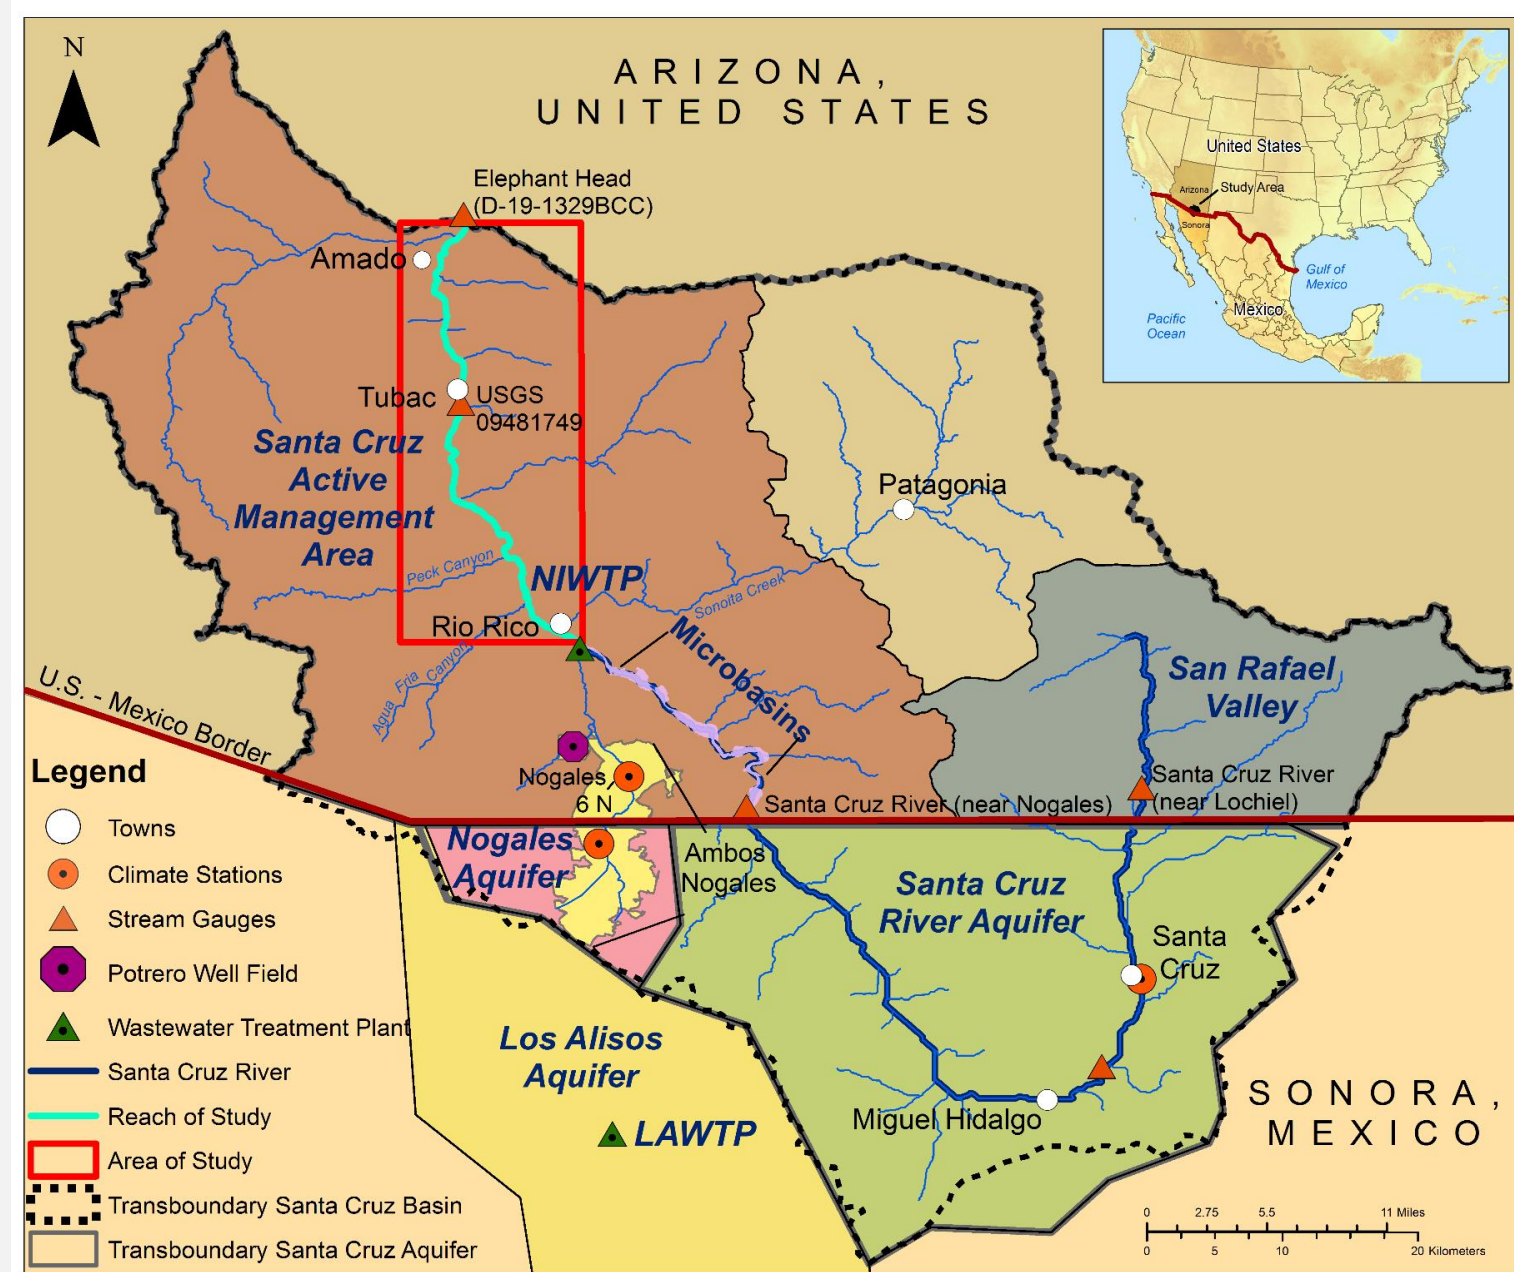 N
ARIZONA,
UNITED STATES
United States
Arizona
Study Area
Sonora
Gulf of
Mexico
Mexico
Pacific
Ocean
Elephant Head
(D-19-1329BCC)
Amado
Tubac
USGS
09481749
Santa Cruz
Active
Management
Area
Patagonia
Peck Canyon
NIWTP
Sonoita Creek
Rio Rico
Microbasins
Agua Fria Canyon
San Rafael
Valley
U.S. - Mexico Border
Nogales
6 N
Santa Cruz River (near Nogales)
Santa Cruz River
(near Lochiel)
Nogales
Aquifer
Ambos
Nogales
Santa Cruz
River Aquifer
Santa
Cruz
Los Alisos
Aquifer
LAWTP
Miguel Hidalgo
SONORA,
MEXICO
Legend
Towns
Climate Stations
Stream Gauges
Potrero Well Field
Wastewater Treatment Plant
Santa Cruz River
Reach of Study
Area of Study
Transboundary Santa Cruz Basin
Transboundary Santa Cruz Aquifer
0 2.75 5.5 11 Miles
0 5 10 20 Kilometers